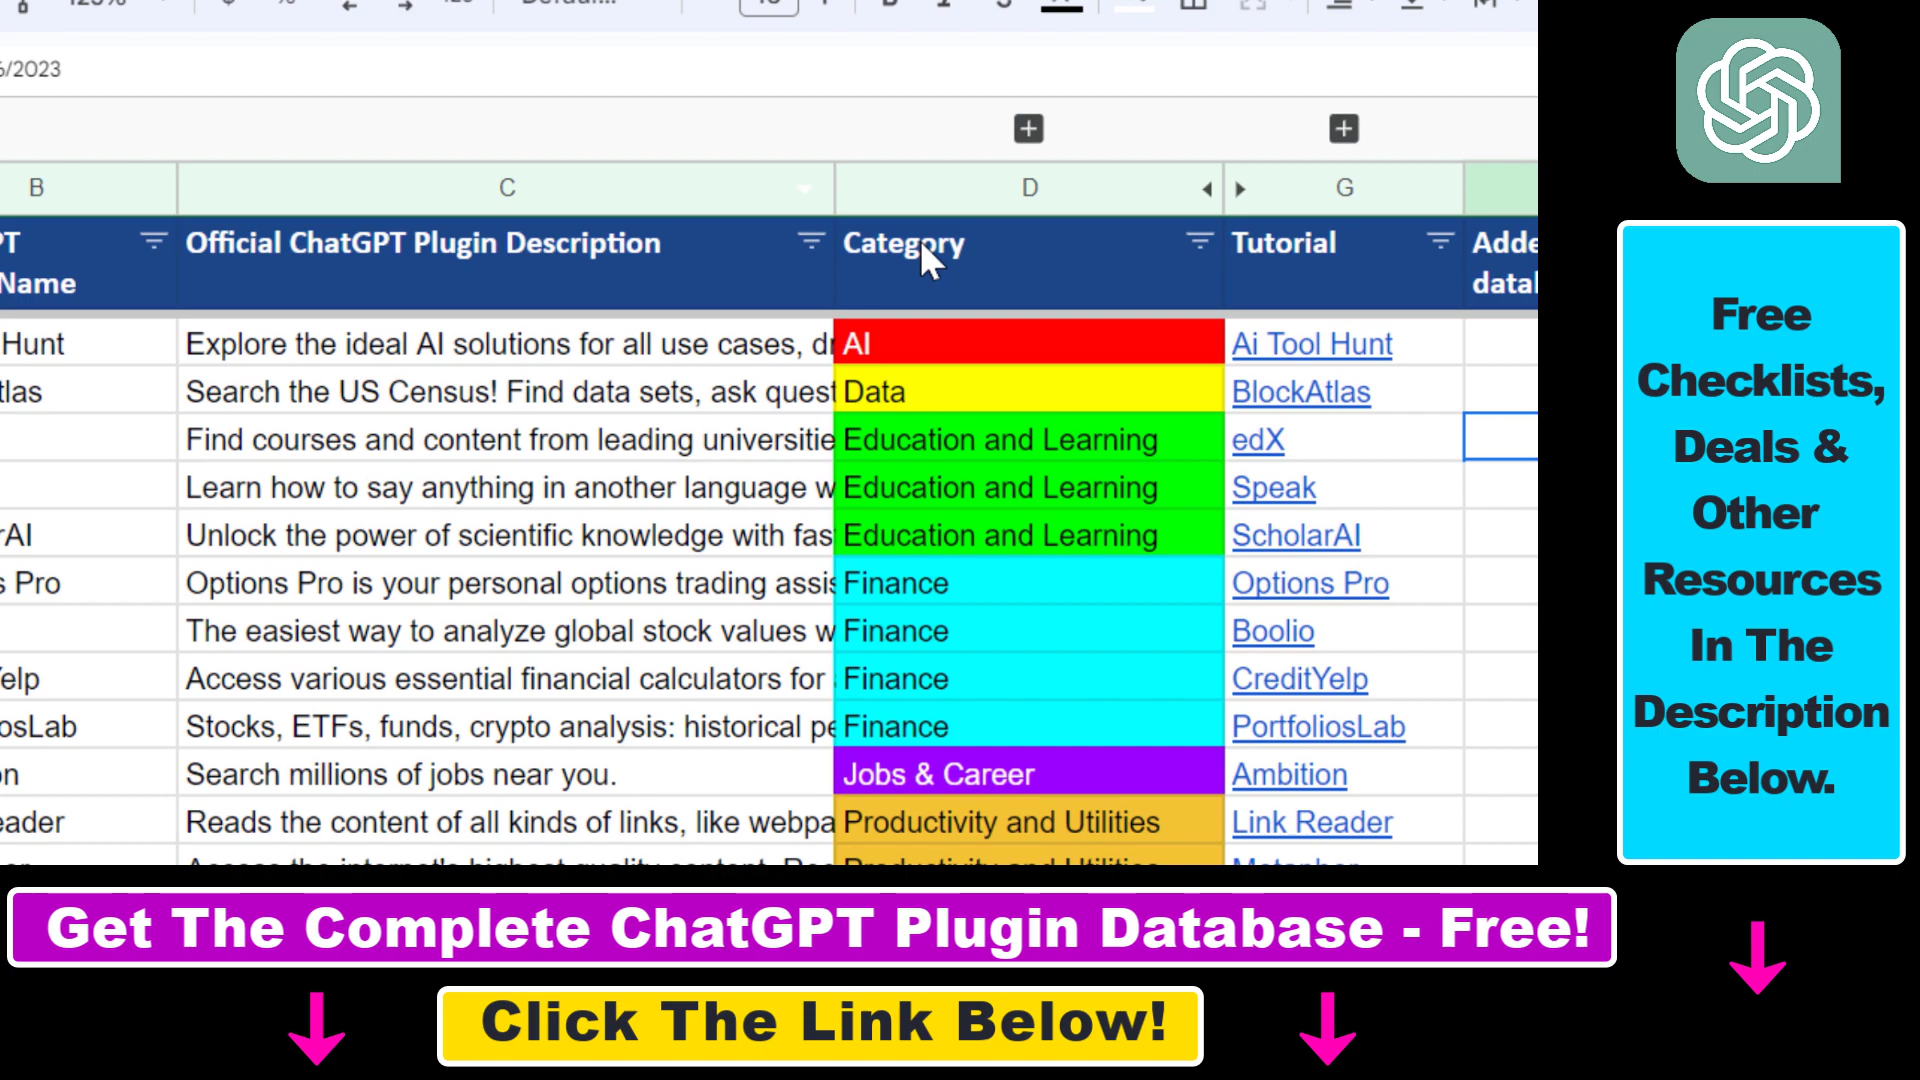 6/2023
B C D G
Official ChatGPT Plugin Description Category Tutorial
Name
Hunt Explore the ideal AI solutions for all use cases, AI Ai Tool Hunt
Search the US Census! Find data sets, ask quest Data BlockAtlas
Find courses and content from leading universitie Education and Learning edX
Learn how to say anything in another language w Education and Learning Speak
rAI Unlock the power of scientific knowledge with fas Education and Learning ScholarAI
s Pro Options Pro is your personal options trading assis Finance Options Pro
The easiest way to analyze global stock values w Finance Boolio
elp Access various essential financial calculators for Finance CreditYelp
osLab Stocks, ETFs, funds, crypto analysis: historical pe Finance PortfoliosLab
on Search millions of jobs near you. Jobs & Career Ambition
eader Reads the content of all kinds of links, like webpa Productivity and Utilities Link Reader
Free
Checklists,
Deals &
Other
Resources
In The
Description
Below.
Get The Complete ChatGPT Plugin Database - Free!
Click The Link Below!